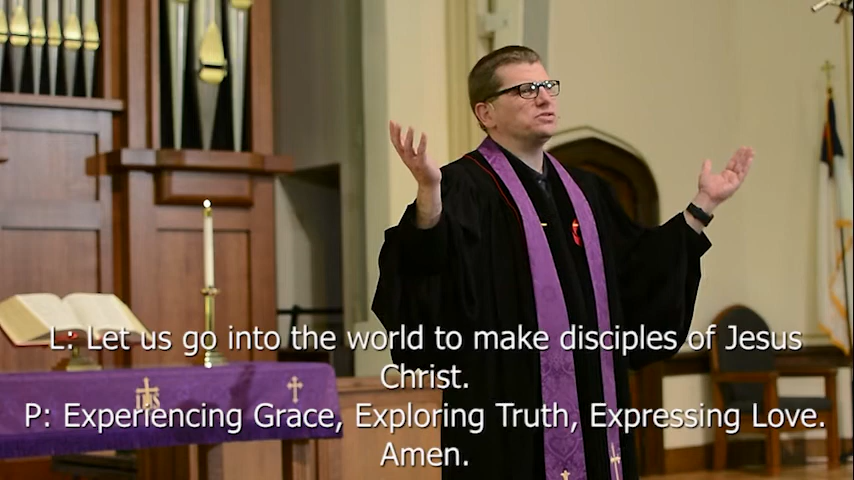 L: Let us go into the world to make disciples of Jesus
Christ.
P: Experiencing Grace, Exploring Truth, Expressing Love.
Amen.
IHS